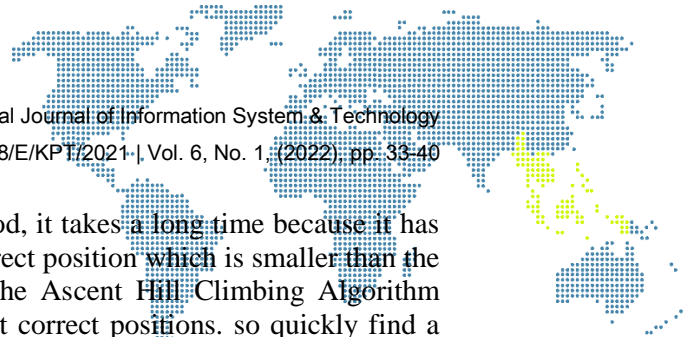 al Journal of Information System & Technology
8/E/KPT/2021 | Vol. 6, No. 1, (2022), pp. 33-40
od, it takes a long time because it has
rect position which is smaller than the
he Ascent Hill Climbing Algorithm
t correct positions. so quickly find a